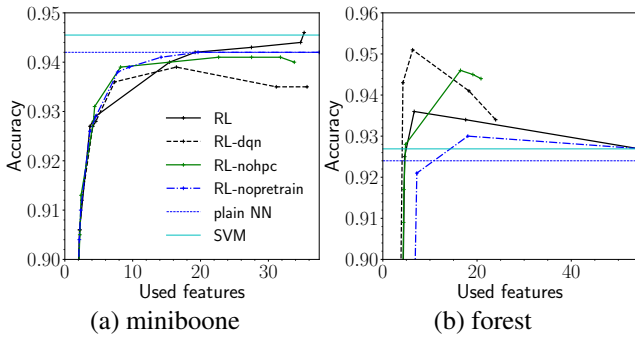 0.95
0.94
0.93
0.92
0.91
0.90
Accuracy
0
10
20
30
Used features
RL
RL-dqn
RL-nohpc
RL-nopretrain
plain NN
SVM
(a) miniboone
0.96
0.95
0.94
0.93
0.92
0.91
0.90
Accuracy
0
20
40
Used features
(b) forest